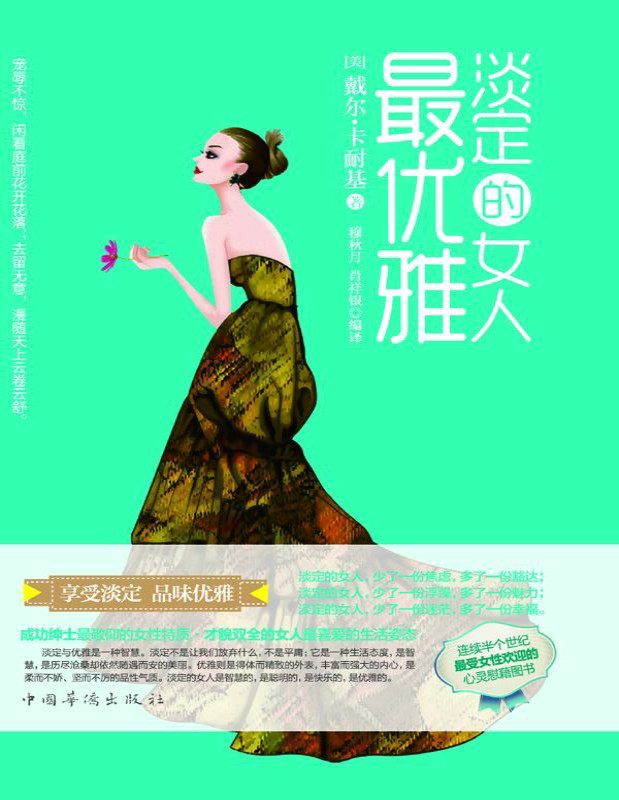 淡定的女人
最优雅
[美]戴尔·卡耐基 著
穆秋月 肖祥银◎编译
宠辱不惊，闲看庭前花开花落，去留无意，漫随天上云卷云舒。
享受淡定 品味优雅
淡定的女人，少了一份焦虑，多了一份豁达；
淡定的女人，少了一份浮躁，多了一份魅力；
淡定的女人，少了一份迷茫，多了一份幸福。
成功绅士最敬仰的女性特质·才貌双全的女人最喜爱的生活姿态
淡定与优雅是一种智慧。淡定不是让我们放弃什么，不是平庸；它是一种生活态度，是智
慧，是历尽沧桑却依然随遇而安的美丽。优雅则是得体而精致的外表，丰富而强大的内心，是
柔而不娇、坚而不厉的品性气质。淡定的女人是智慧的，是聪明的，是快乐的，是优雅的。
连续半个世纪
最受女性欢迎的
心灵慰藉图书
中国华侨出版社